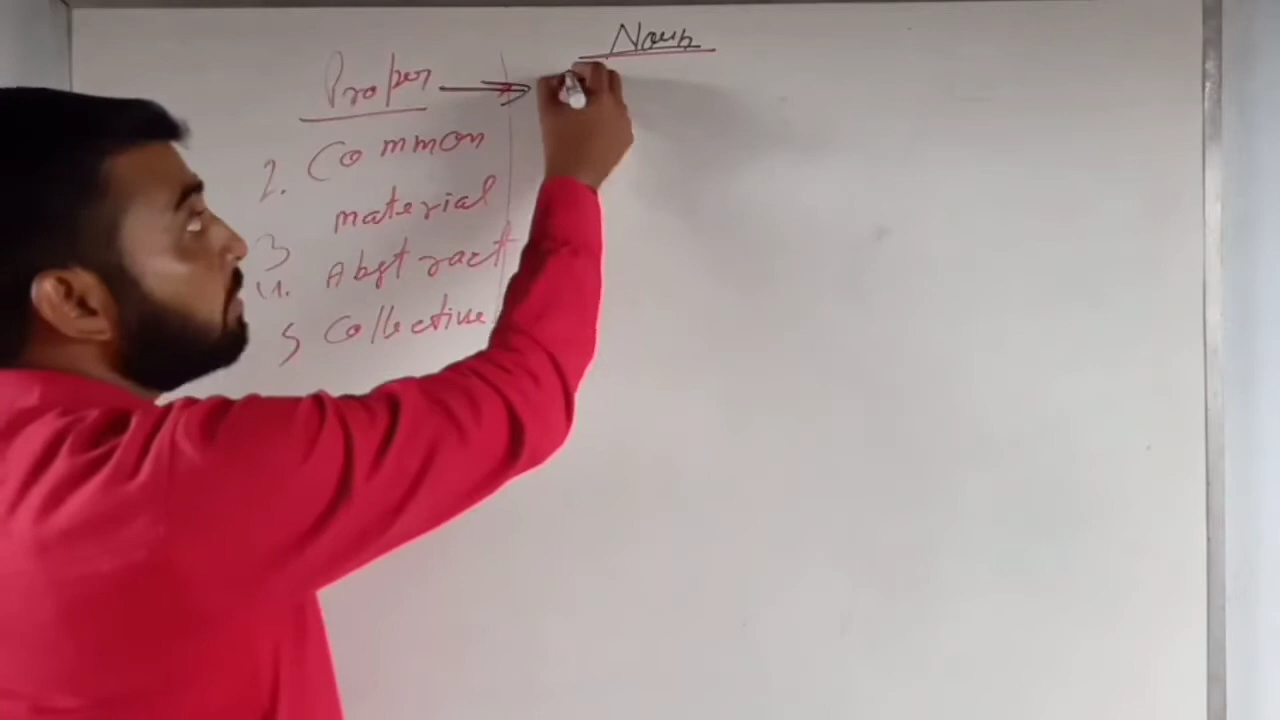 Noun
Proper
2. Common
3 material
4. Abstract
5 Collective